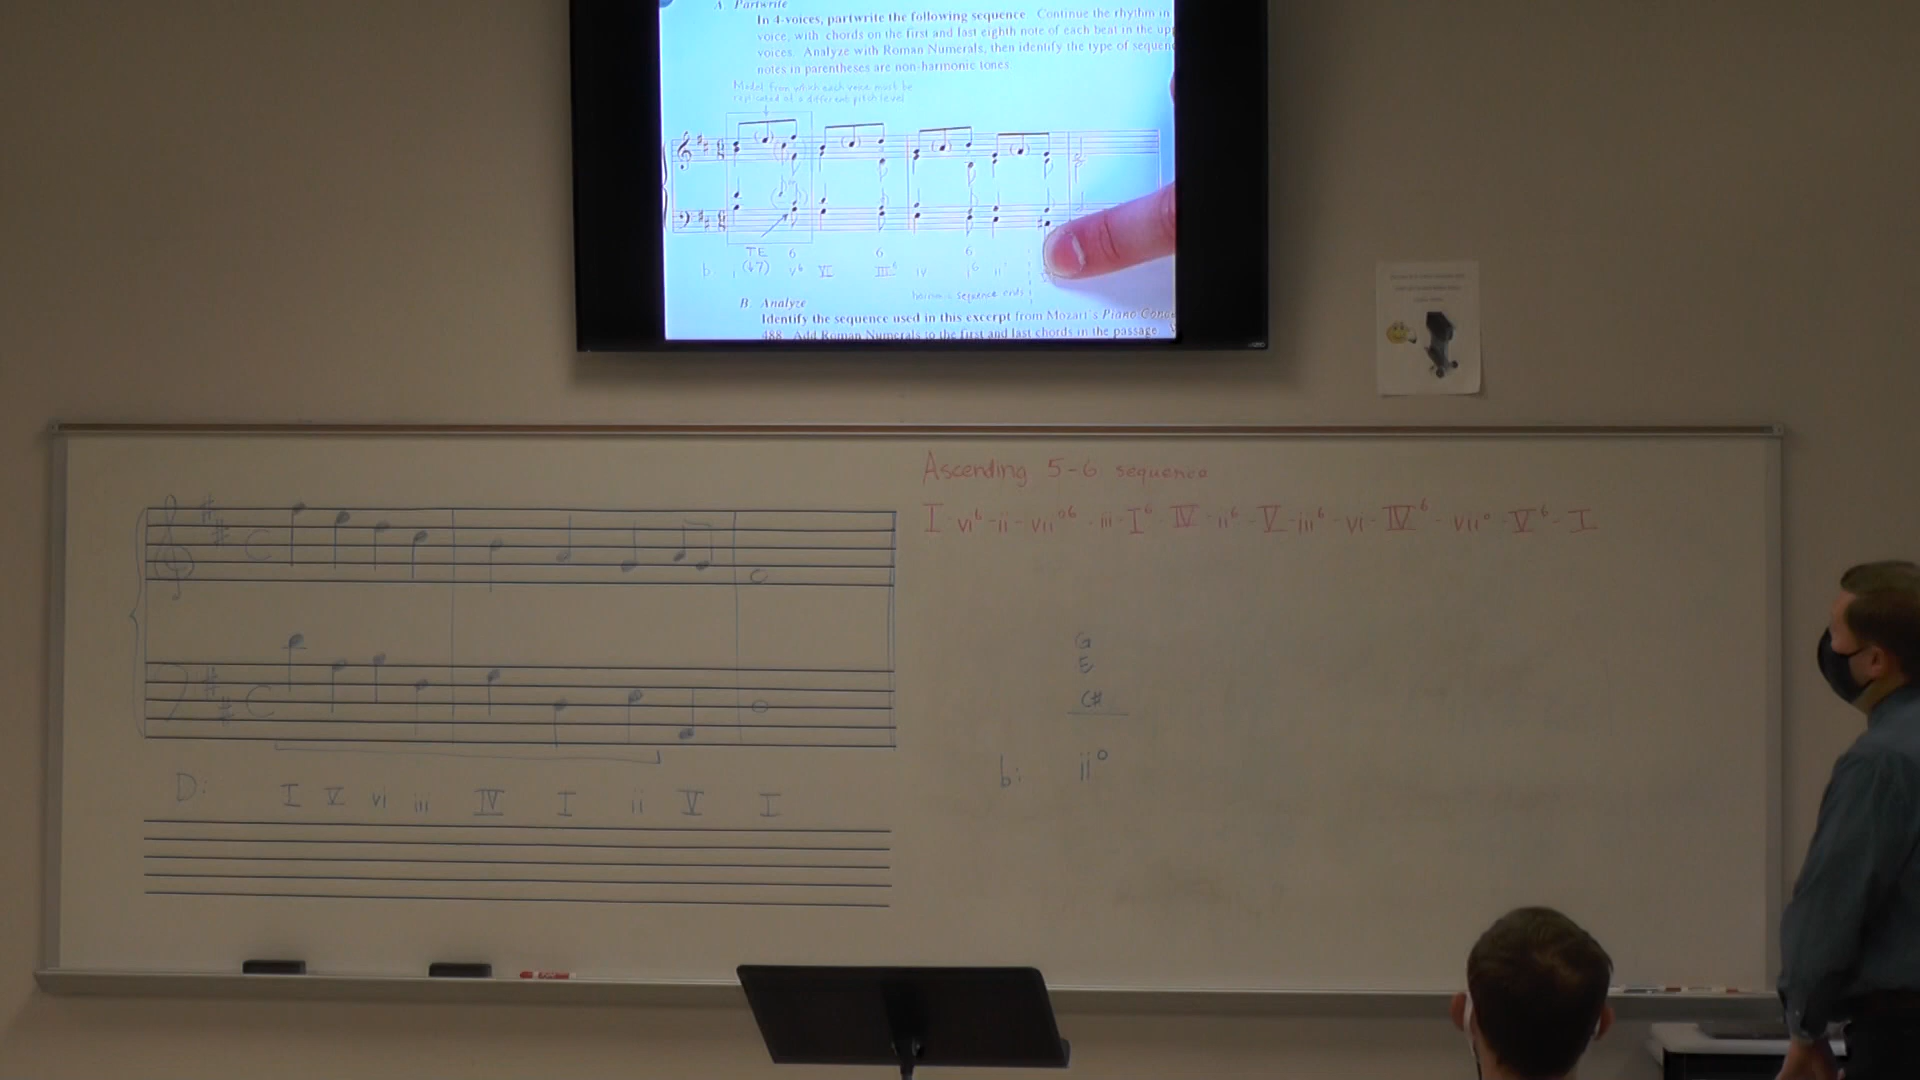 A. Partwrite
In 4-voices, partwrite the following sequence Continue the rhythm in
voice, with chords on the first and last eighth note of each beat in the
voices Analyze with Roman Numerals, then identify the type of
notes in parentheses are non-harmonic tones
Model from which each voice must be
replicated at a different pitch level
TE 6 6 6
b: i (♭7) v6 VI III6 iv i6 ii°
sequence ends
B. Analyze
Identify the sequence used in this excerpt from Mozart's Piano
488 Add Roman Numerals to the first and last chords in the passage
Ascending 5-6 sequence
I - vi6 - ii - vii°6 - iii - I6 - IV - ii6 - V - iii6 - vi - IV6 - vii° - V6 - I
G
E
C#
b: ii°
D: I V vi iii IV I ii V I